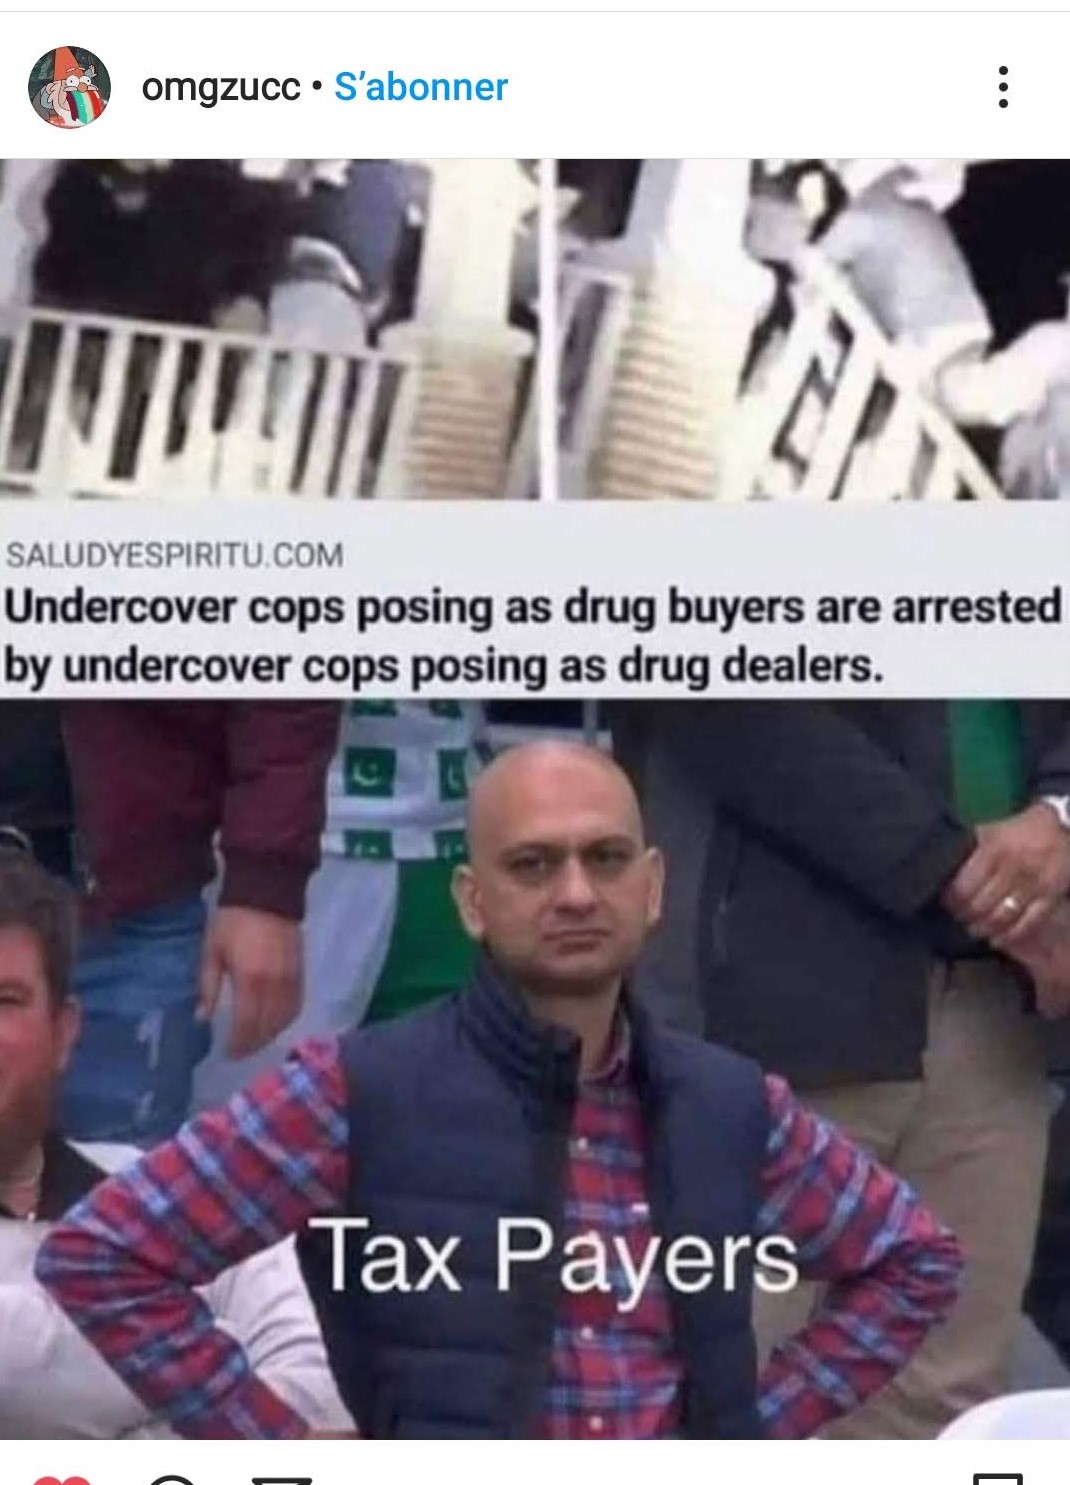 omgzucc • S'abonner
SALUDYESPIRITU.COM
Undercover cops posing as drug buyers are arrested
by undercover cops posing as drug dealers.
Tax Payers